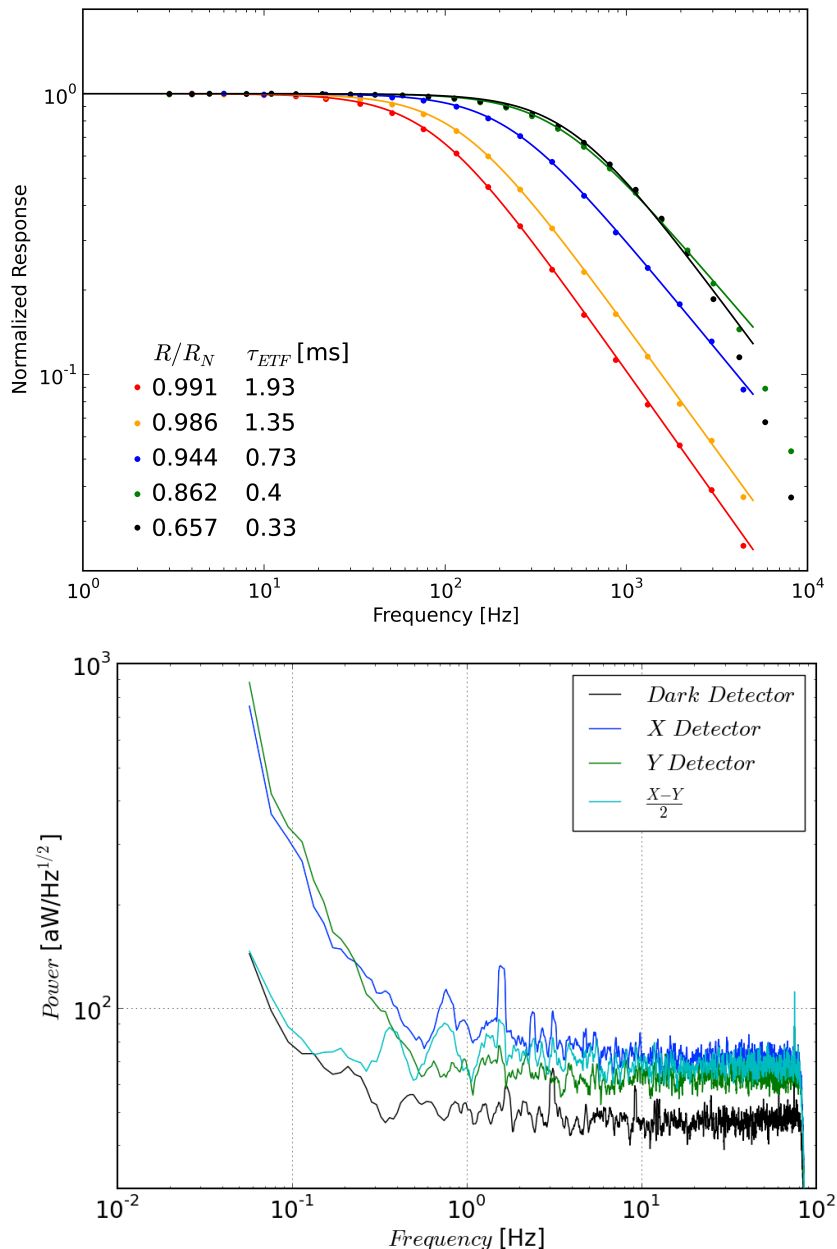 10^0
10^-1
Normalized Response
R/R_N τ_ETF [ms]
0.991 1.93
0.986 1.35
0.944 0.73
0.862 0.4
0.657 0.33
10^0 10^1 10^2 10^3 10^4
Frequency [Hz]
10^3
10^2
Power [aW/Hz^1/2]
Dark Detector
X Detector
Y Detector
X−Y/2
10^-2 10^-1 10^0 10^1 10^2
Frequency [Hz]